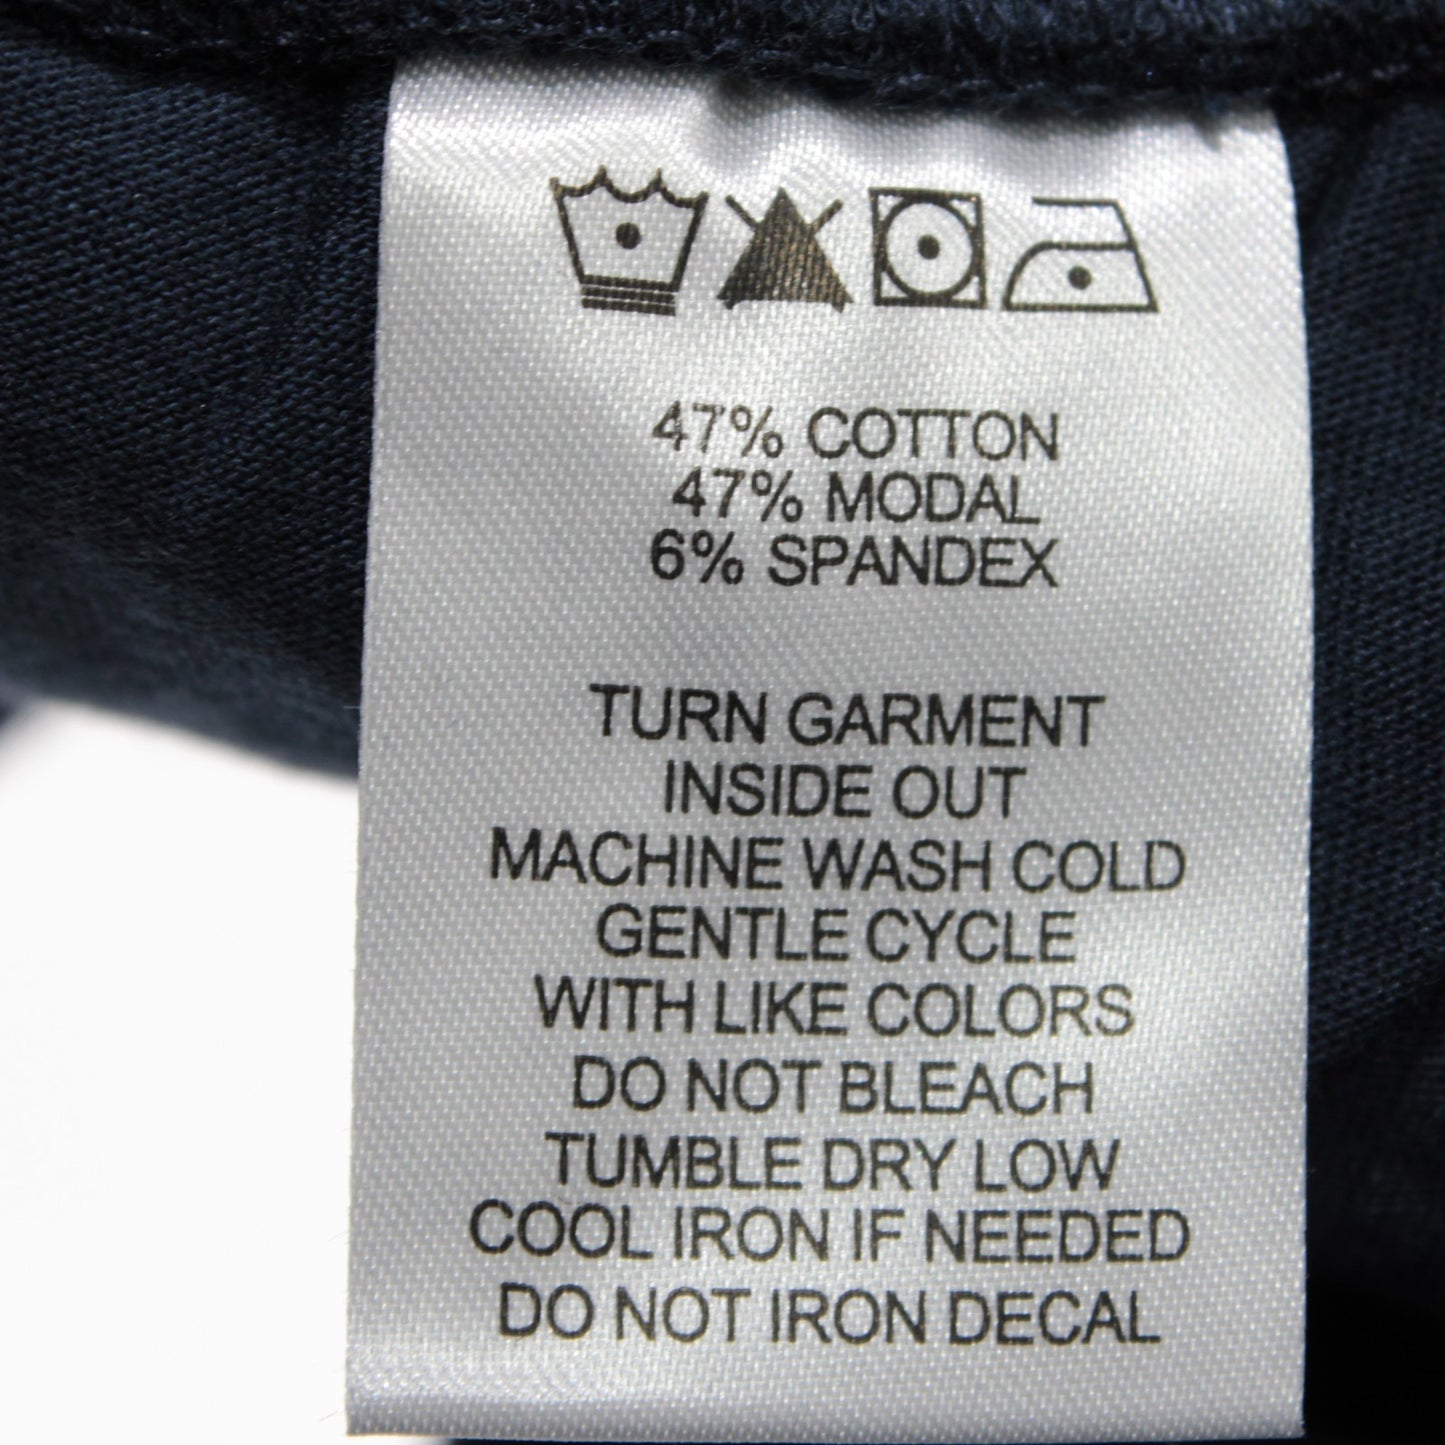 47% COTTON
47% MODAL
6% SPANDEX
TURN GARMENT
INSIDE OUT
MACHINE WASH COLD
GENTLE CYCLE
WITH LIKE COLORS
DO NOT BLEACH
TUMBLE DRY LOW
COOL IRON IF NEEDED
DO NOT IRON DECAL